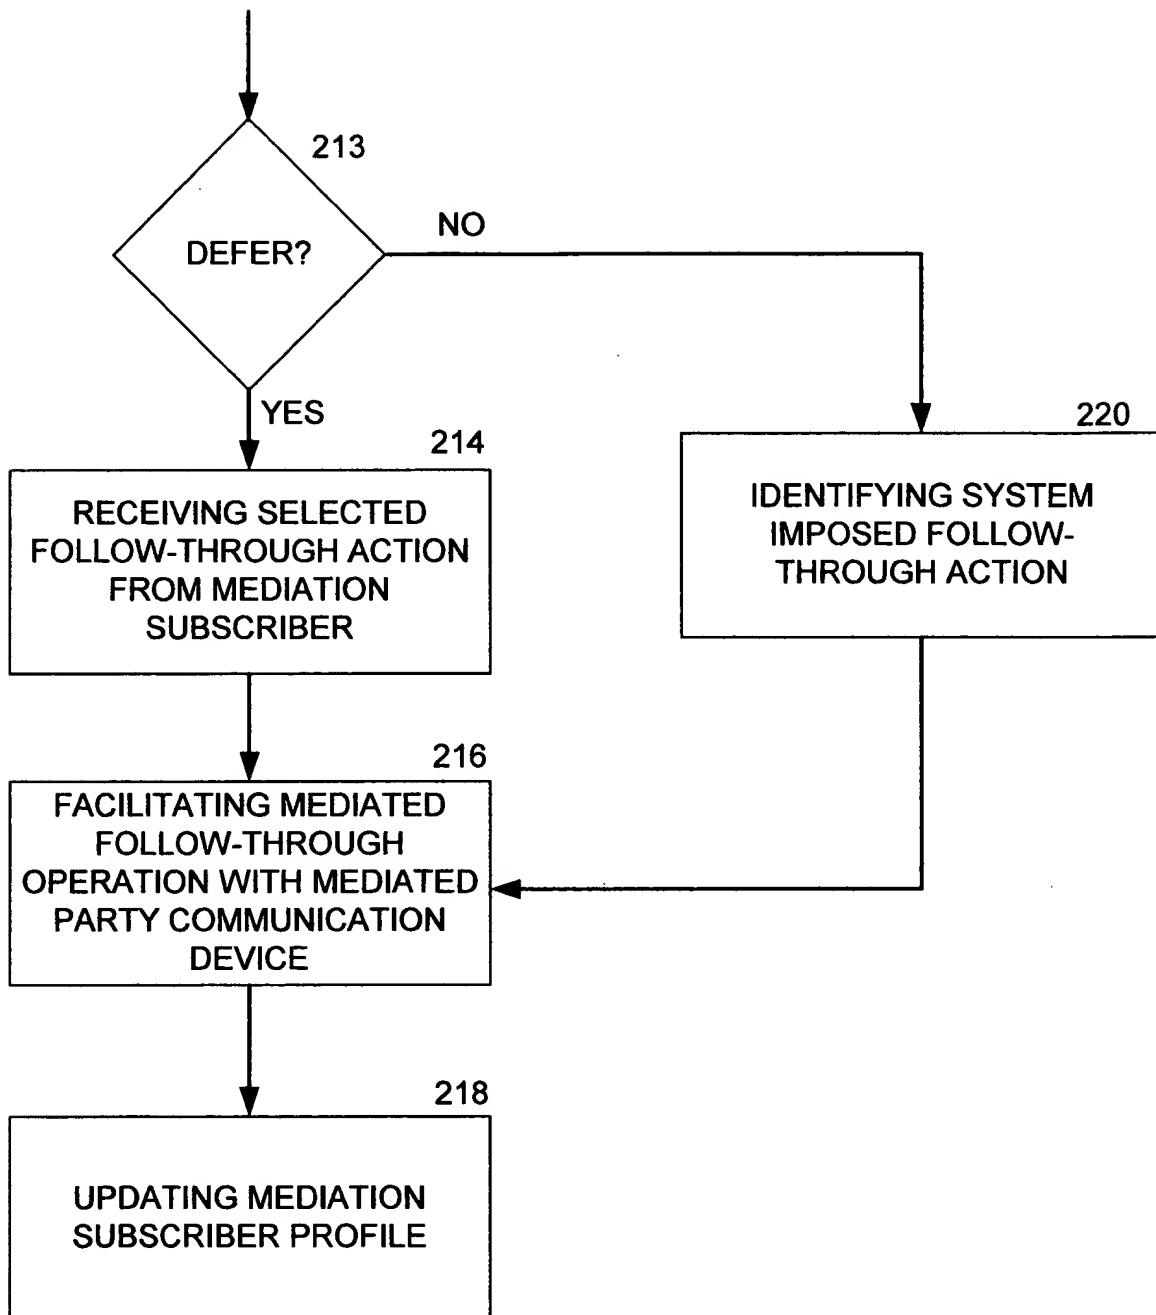 213
DEFER?
NO
YES
214
RECEIVING SELECTED
FOLLOW-THROUGH ACTION
FROM MEDIATION
SUBSCRIBER
220
IDENTIFYING SYSTEM
IMPOSED FOLLOW-
THROUGH ACTION
216
FACILITATING MEDIATED
FOLLOW-THROUGH
OPERATION WITH MEDIATED
PARTY COMMUNICATION
DEVICE
218
UPDATING MEDIATION
SUBSCRIBER PROFILE